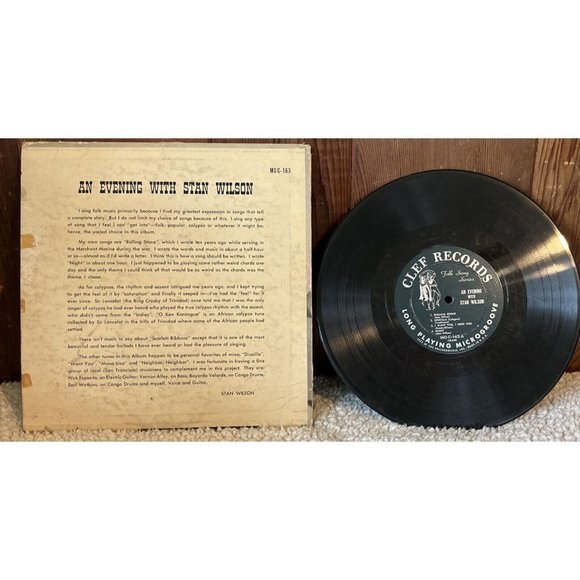 MG C-163
AN EVENING WITH STAN WILSON
I sing folk music primarily because I find my greatest expression in songs that tell
a complete story. But I do not limit my choice of songs because of this. I sing any type
of song that I feel I can "get into"—folk, popular, calypso or whatever it might be,
hence the varied choice in this album.
My own songs are "Rolling Stone", which I wrote ten years ago while serving in
the Merchant Marine during the war. I wrote the words and music in about a half-hour
or so—almost as if I'd write a letter. I think this is how a song should be written. I wrote
"Night" in about one hour. I just happened to be playing some rather weird chords one
day and the only theme I could think of that would be as weird as the chords was the
theme I chose.
As for calypsos, the rhythm and accent intrigued me years ago, and I kept trying
to get the feel of it by "saturation" and finally it seeped in—I've had the "feel" for it
ever since. Sir Lancelot (the Bing Crosby of Trinidad) once told me that I was the only
singer of calypso he had ever heard who played the true calypso rhythm with the accent,
who didn't come from the "Indies". "O Ken Karangue" is an African calypso tune
collected by Sir Lancelot in the hills of Trinidad where some of the African people had
settled.
There isn't much to say about "Scarlett Ribbons" except that it is one of the most
beautiful and tender ballads I have ever heard or had the pleasure of singing.
The other tunes in this Album happen to be personal favorites of mine; "Drucilla",
"Want You", "Mona Lisa" and "Neighbor, Neighbor". I was fortunate in having a fine
group of local (San Francisco) musicians to commence me in this project. They are:
Nick Esposito, on Electric Guitar, Vernon Alley, on Bass, Bayardo Velarde, on Congo Drums,
Earl Watkins, on Congo Drums and myself, Voice and Guitar.
STAN WILSON
CLEF RECORDS
Folk Song
Series
AN EVENING
WITH
STAN WILSON
MG C-163
LONG PLAYING MICROGROOVE